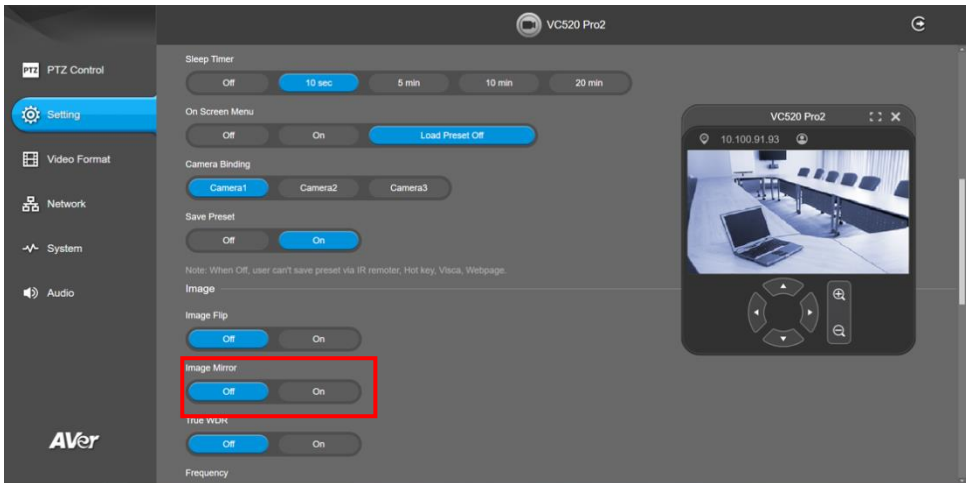 VC520 Pro2
PTZ PTZ Control
Setting
Video Format
Network
System
Audio
AVer
Sleep Timer
Off 10 sec 5 min 10 min 20 min
On Screen Menu
Off On Load Preset Off
Camera Binding
Camera1 Camera2 Camera3
Save Preset
Off On
Note: When Off, user can't save preset via IR remoter, Hot key, Visca, Webpage.
Image
Image Flip
Off On
Image Mirror
Off On
True WDR
Off On
Frequency
VC520 Pro2
10.100.91.93